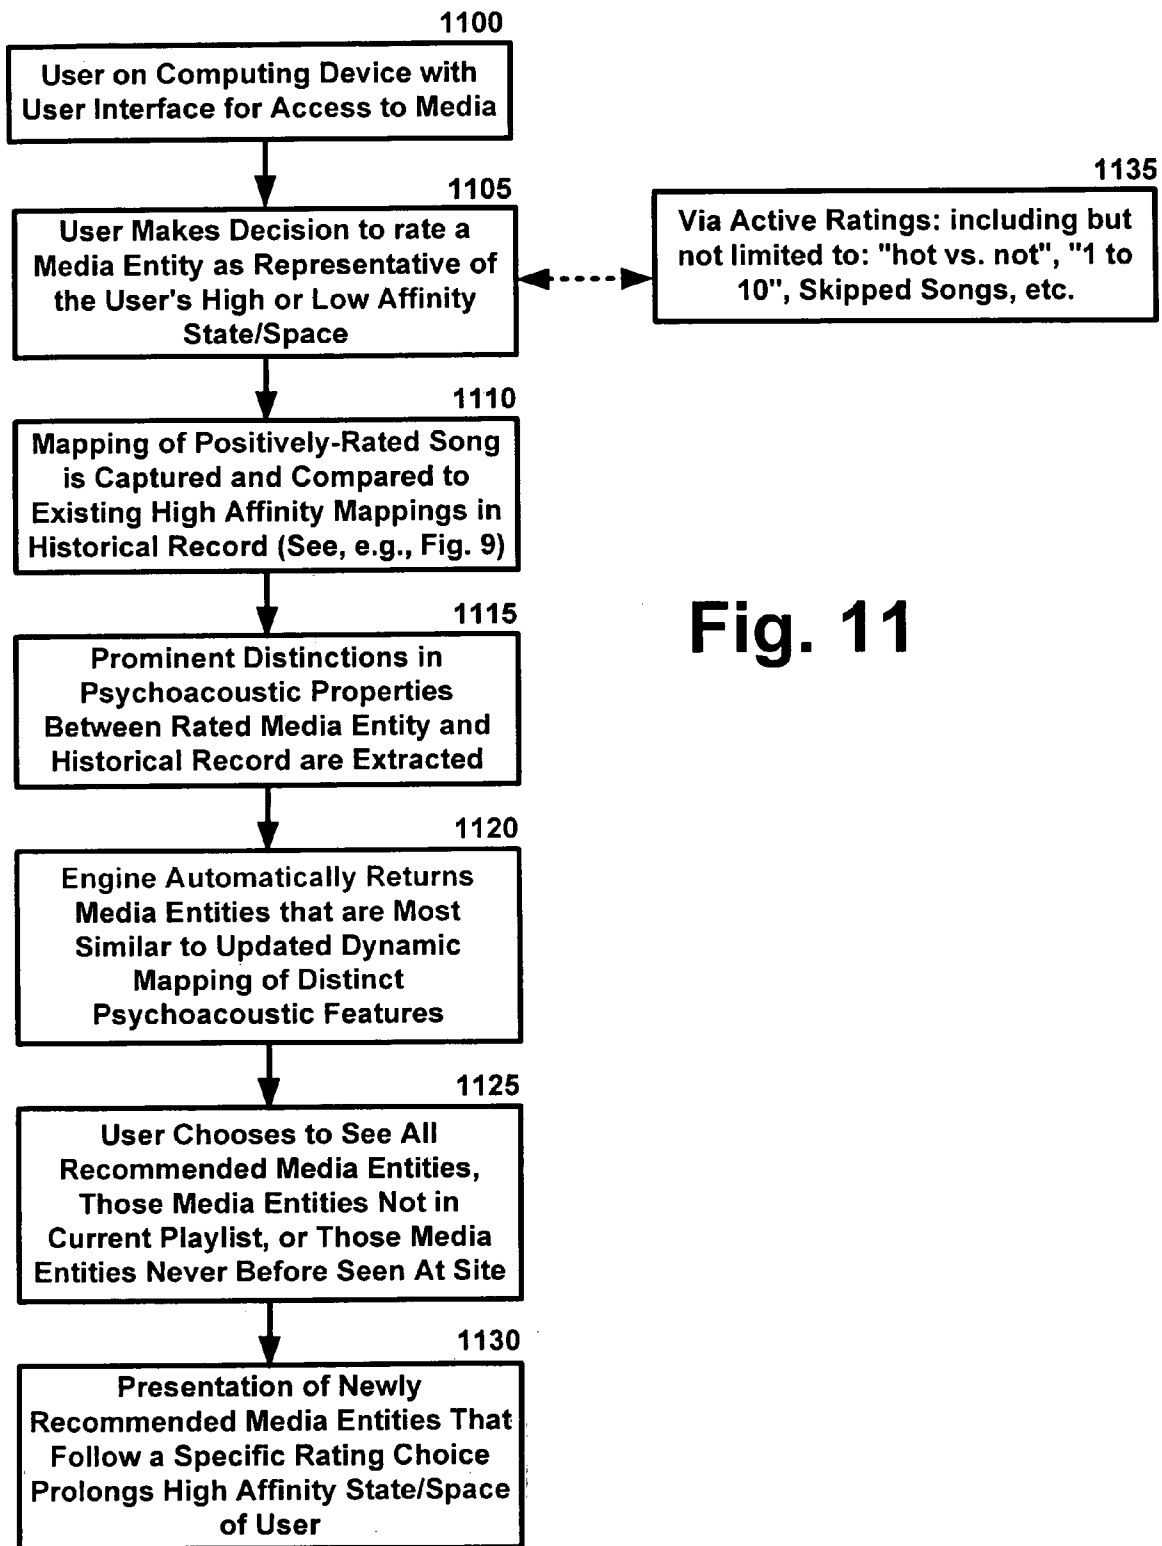 1100
User on Computing Device with
User Interface for Access to Media
1105
User Makes Decision to rate a
Media Entity as Representative of
the User's High or Low Affinity
State/Space
1135
Via Active Ratings: including but
not limited to: "hot vs. not", "1 to
10", Skipped Songs, etc.
1110
Mapping of Positively-Rated Song
is Captured and Compared to
Existing High Affinity Mappings in
Historical Record (See, e.g., Fig. 9)
1115
Prominent Distinctions in
Psychoacoustic Properties
Between Rated Media Entity and
Historical Record are Extracted
Fig. 11
1120
Engine Automatically Returns
Media Entities that are Most
Similar to Updated Dynamic
Mapping of Distinct
Psychoacoustic Features
1125
User Chooses to See All
Recommended Media Entities,
Those Media Entities Not in
Current Playlist, or Those Media
Entities Never Before Seen At Site
1130
Presentation of Newly
Recommended Media Entities That
Follow a Specific Rating Choice
Prolongs High Affinity State/Space
of User